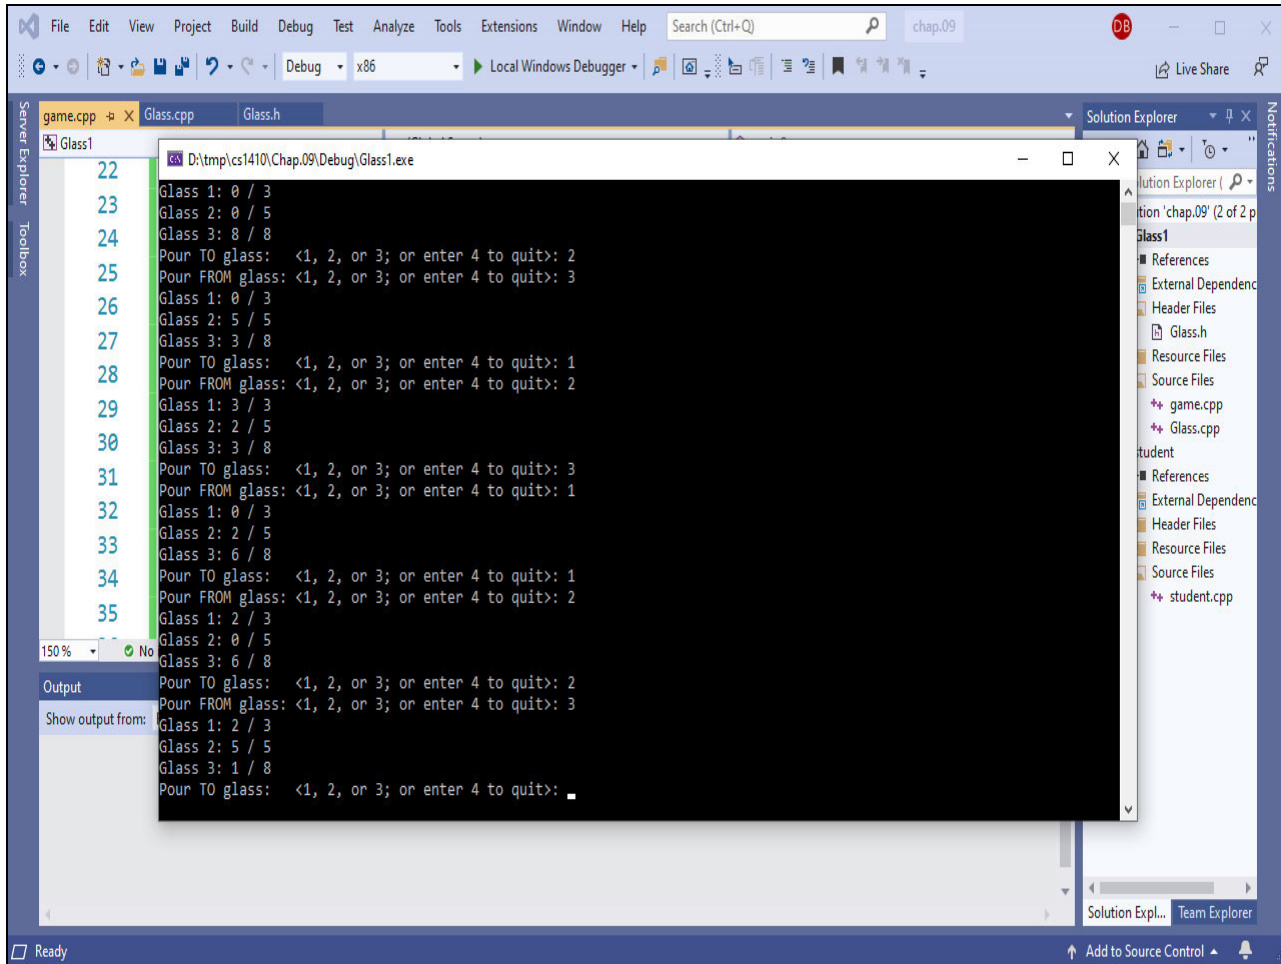 File Edit View Project Build Debug Test Analyze Tools Extensions Window Help Search (Ctrl+Q) chap.09 DB
Debug x86 Local Windows Debugger Live Share
Server Explorer
Toolbox
game.cpp Glass.cpp Glass.h
Glass1
22
23
24
25
26
27
28
29
30
31
32
33
34
35
150 % No
Output
Show output from:
D:\tmp\cs1410\Chap.09\Debug\Glass1.exe
Glass 1: 0 / 3
Glass 2: 0 / 5
Glass 3: 8 / 8
Pour TO glass:   <1, 2, or 3; or enter 4 to quit>: 2
Pour FROM glass: <1, 2, or 3; or enter 4 to quit>: 3
Glass 1: 0 / 3
Glass 2: 5 / 5
Glass 3: 3 / 8
Pour TO glass:   <1, 2, or 3; or enter 4 to quit>: 1
Pour FROM glass: <1, 2, or 3; or enter 4 to quit>: 2
Glass 1: 3 / 3
Glass 2: 2 / 5
Glass 3: 3 / 8
Pour TO glass:   <1, 2, or 3; or enter 4 to quit>: 3
Pour FROM glass: <1, 2, or 3; or enter 4 to quit>: 1
Glass 1: 0 / 3
Glass 2: 2 / 5
Glass 3: 6 / 8
Pour TO glass:   <1, 2, or 3; or enter 4 to quit>: 1
Pour FROM glass: <1, 2, or 3; or enter 4 to quit>: 2
Glass 1: 2 / 3
Glass 2: 0 / 5
Glass 3: 6 / 8
Pour TO glass:   <1, 2, or 3; or enter 4 to quit>: 2
Pour FROM glass: <1, 2, or 3; or enter 4 to quit>: 3
Glass 1: 2 / 3
Glass 2: 5 / 5
Glass 3: 1 / 8
Pour TO glass:   <1, 2, or 3; or enter 4 to quit>:
Solution Explorer
lution Explorer (
tion 'chap.09' (2 of 2 p
Glass1
References
External Dependenc
Header Files
Glass.h
Resource Files
Source Files
game.cpp
Glass.cpp
student
References
External Dependenc
Header Files
Resource Files
Source Files
student.cpp
Solution Expl... Team Explorer
Notifications
Ready Add to Source Control